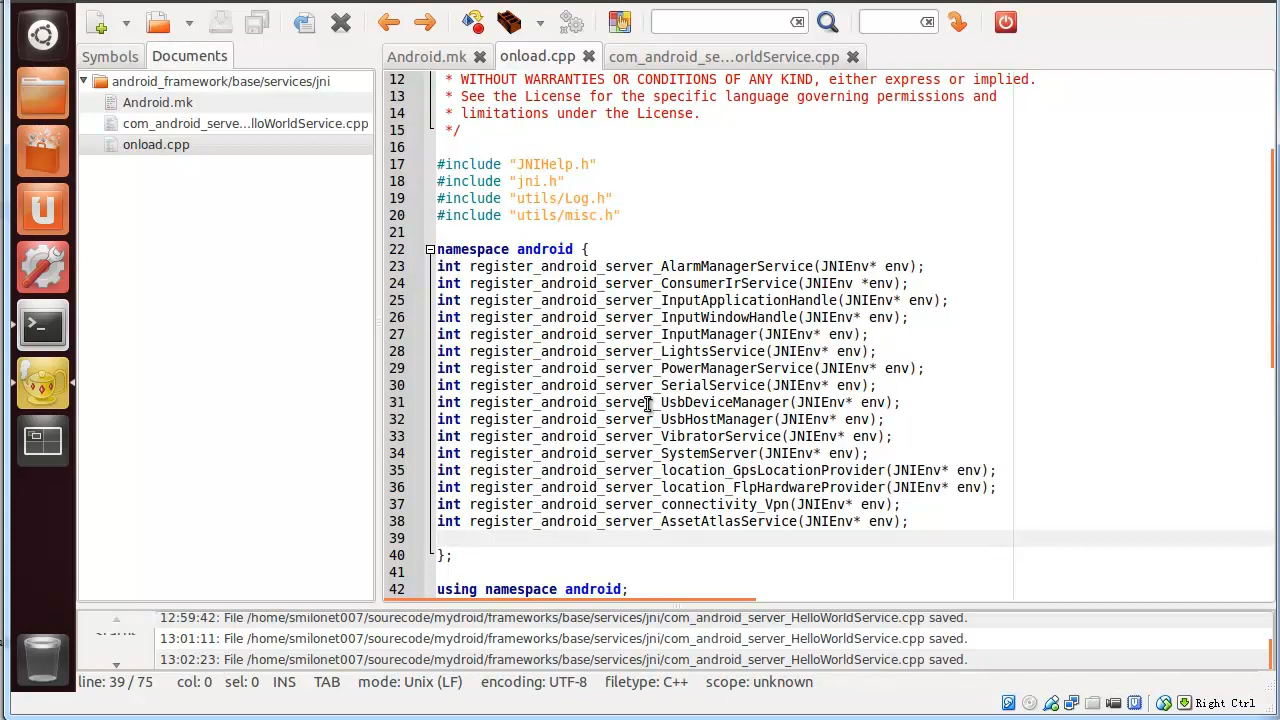 Symbols
Documents
Android.mk
onload.cpp
com_android_se...orldService.cpp
android_framework/base/services/jni
Android.mk
com_android_serve...lloWorldService.cpp
onload.cpp
12 * WITHOUT WARRANTIES OR CONDITIONS OF ANY KIND, either express or implied.
13 * See the License for the specific language governing permissions and
14 * limitations under the License.
15 */
16
17 #include "JNIHelp.h"
18 #include "jni.h"
19 #include "utils/Log.h"
20 #include "utils/misc.h"
21
22 namespace android {
23 int register_android_server_AlarmManagerService(JNIEnv* env);
24 int register_android_server_ConsumerIrService(JNIEnv *env);
25 int register_android_server_InputApplicationHandle(JNIEnv* env);
26 int register_android_server_InputWindowHandle(JNIEnv* env);
27 int register_android_server_InputManager(JNIEnv* env);
28 int register_android_server_LightsService(JNIEnv* env);
29 int register_android_server_PowerManagerService(JNIEnv* env);
30 int register_android_server_SerialService(JNIEnv* env);
31 int register_android_server_UsbDeviceManager(JNIEnv* env);
32 int register_android_server_UsbHostManager(JNIEnv* env);
33 int register_android_server_VibratorService(JNIEnv* env);
34 int register_android_server_SystemServer(JNIEnv* env);
35 int register_android_server_location_GpsLocationProvider(JNIEnv* env);
36 int register_android_server_location_FlpHardwareProvider(JNIEnv* env);
37 int register_android_server_connectivity_Vpn(JNIEnv* env);
38 int register_android_server_AssetAtlasService(JNIEnv* env);
39
40 };
41
42 using namespace android;
12:59:42: File /home/smilonet007/sourecode/mydroid/frameworks/base/services/jni/com_android_server_HelloWorldService.cpp saved.
13:01:11: File /home/smilonet007/sourecode/mydroid/frameworks/base/services/jni/com_android_server_HelloWorldService.cpp saved.
13:02:23: File /home/smilonet007/sourecode/mydroid/frameworks/base/services/jni/com_android_server_HelloWorldService.cpp saved.
line: 39 / 75 col: 0 sel: 0 INS TAB mode: Unix (LF) encoding: UTF-8 filetype: C++ scope: unknown
Right Ctrl